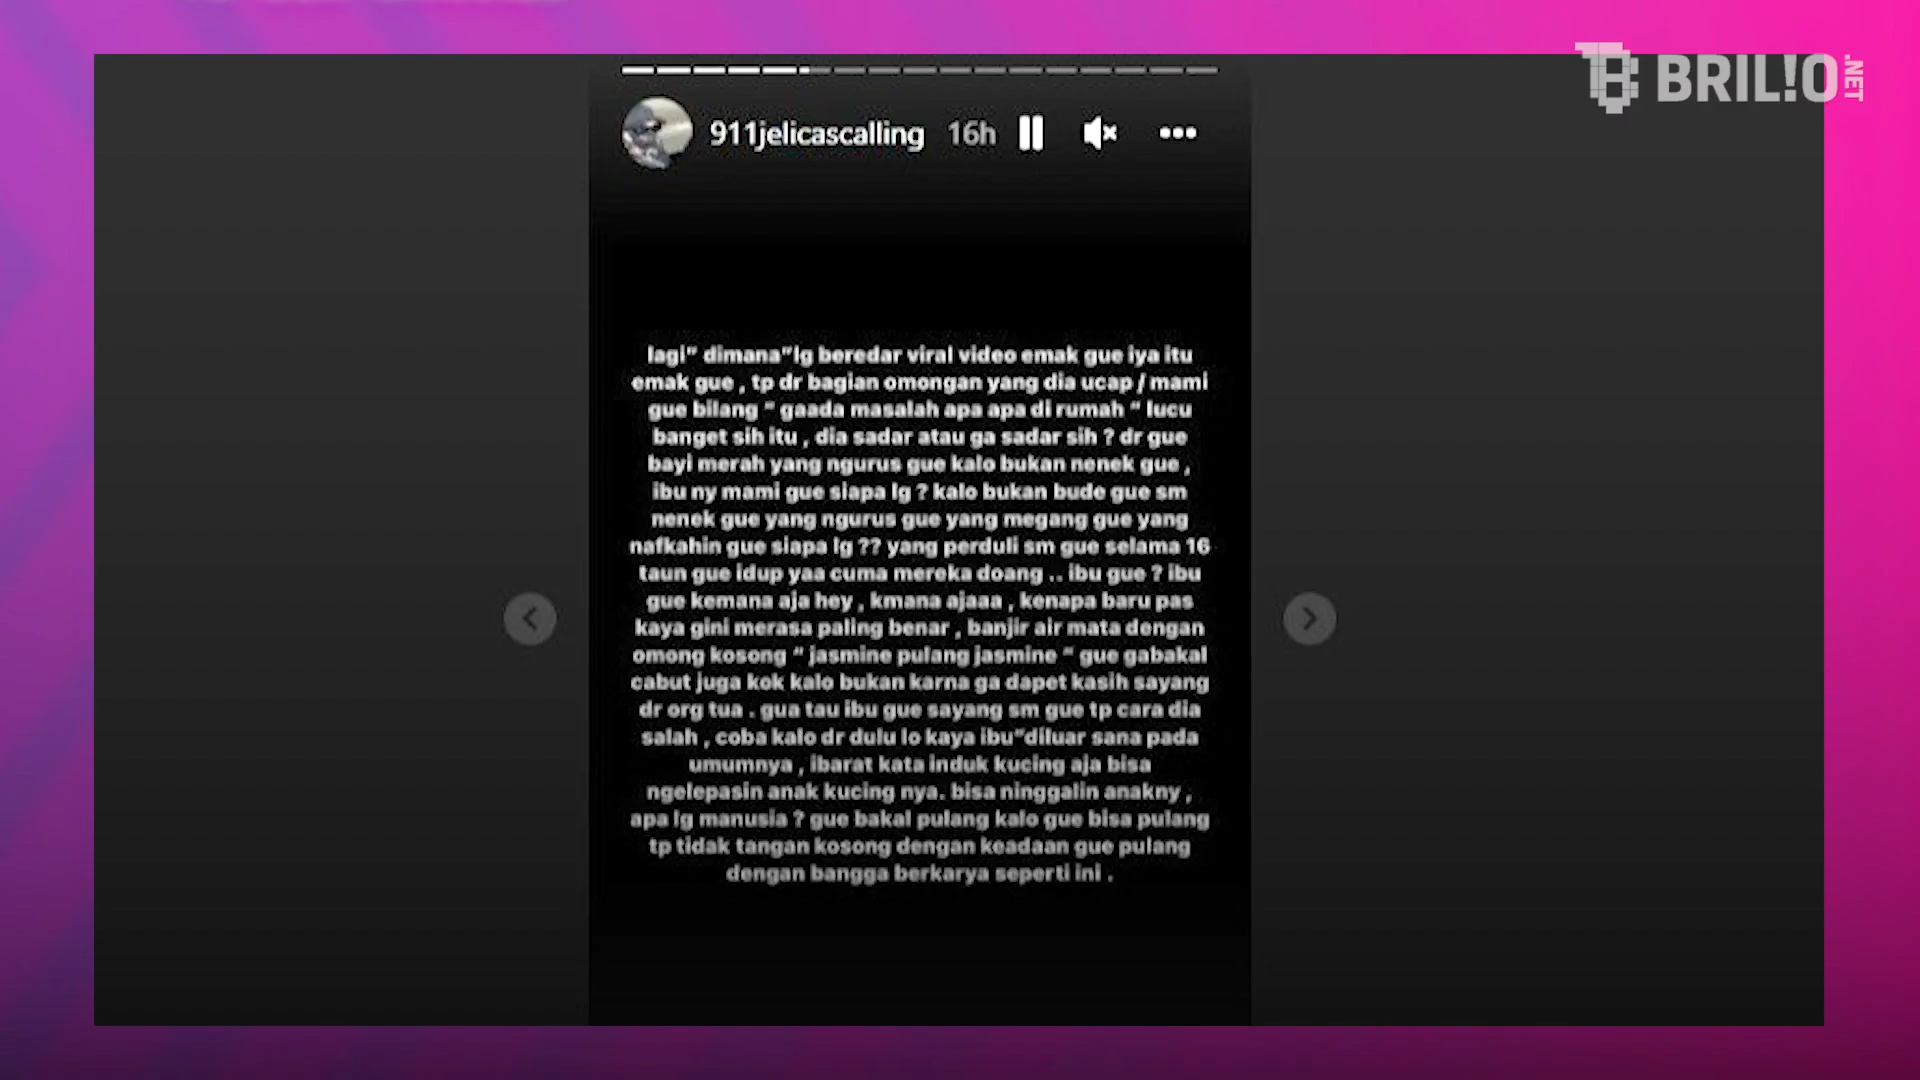 BRIL!O.NET
911jelicascalling 16h
lagi" dimana"lg beredar viral video emak gue iya itu
emak gue , tp dr bagian omongan yang dia ucap / mami
gue bilang " gaada masalah apa apa di rumah " lucu
banget sih itu , dia sadar atau ga sadar sih ? dr gue
bayi merah yang ngurus gue kalo bukan nenek gue ,
ibu ny mami gue siapa lg ? kalo bukan bude gue sm
nenek gue yang ngurus gue yang megang gue yang
nafkahin gue siapa lg ?? yang perduli sm gue selama 16
taun gue idup yaa cuma mereka doang .. ibu gue ? ibu
gue kemana aja hey , kmana ajaaa , kenapa baru pas
kaya gini merasa paling benar , banjir air mata dengan
omong kosong " jasmine pulang jasmine " gue gabakal
cabut juga kok kalo bukan karna ga dapet kasih sayang
dr org tua . gua tau ibu gue sayang sm gue tp cara dia
salah , coba kalo dr dulu lo kaya ibu"diluar sana pada
umumnya , ibarat kata induk kucing aja bisa
ngelepasin anak kucing nya. bisa ninggalin anakny ,
apa lg manusia ? gue bakal pulang kalo gue bisa pulang
tp tidak tangan kosong dengan keadaan gue pulang
dengan bangga berkarya seperti ini .